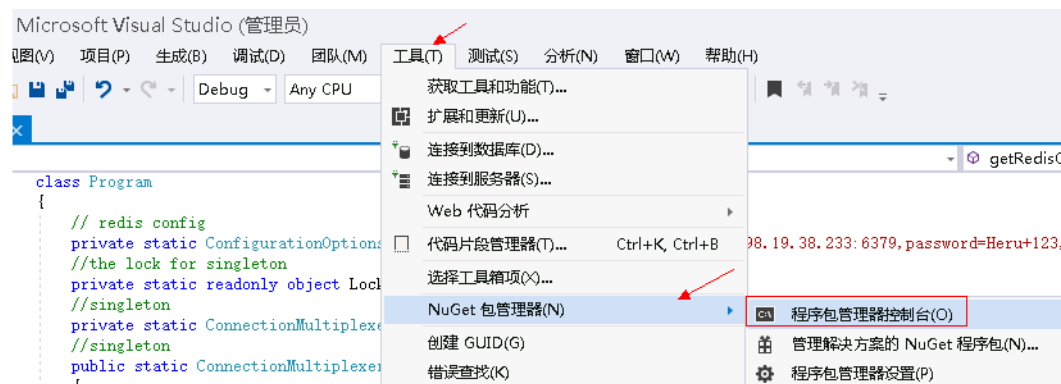 Microsoft Visual Studio (管理员)
视图(V) 项目(P) 生成(B) 调试(D) 团队(M) 工具(T) 测试(S) 分析(N) 窗口(W) 帮助(H)
Debug Any CPU
获取工具和功能(T)...
扩展和更新(U)...
连接到数据库(D)...
getRedisC
连接到服务器(S)...
class Program
{
Web 代码分析
// redis config
private static ConfigurationOptions
代码片段管理器(T)... Ctrl+K, Ctrl+B
98.19.38.233:6379,password=Heru+123,
//the lock for singleton
private static readonly object Lock
选择工具箱项(X)...
//singleton
NuGet 包管理器(N)
程序包管理器控制台(O)
private static ConnectionMultiplexe
//singleton
创建 GUID(G)
管理解决方案的 NuGet 程序包(N)...
public static ConnectionMultiplexer
错误查找(K)
程序包管理器设置(P)